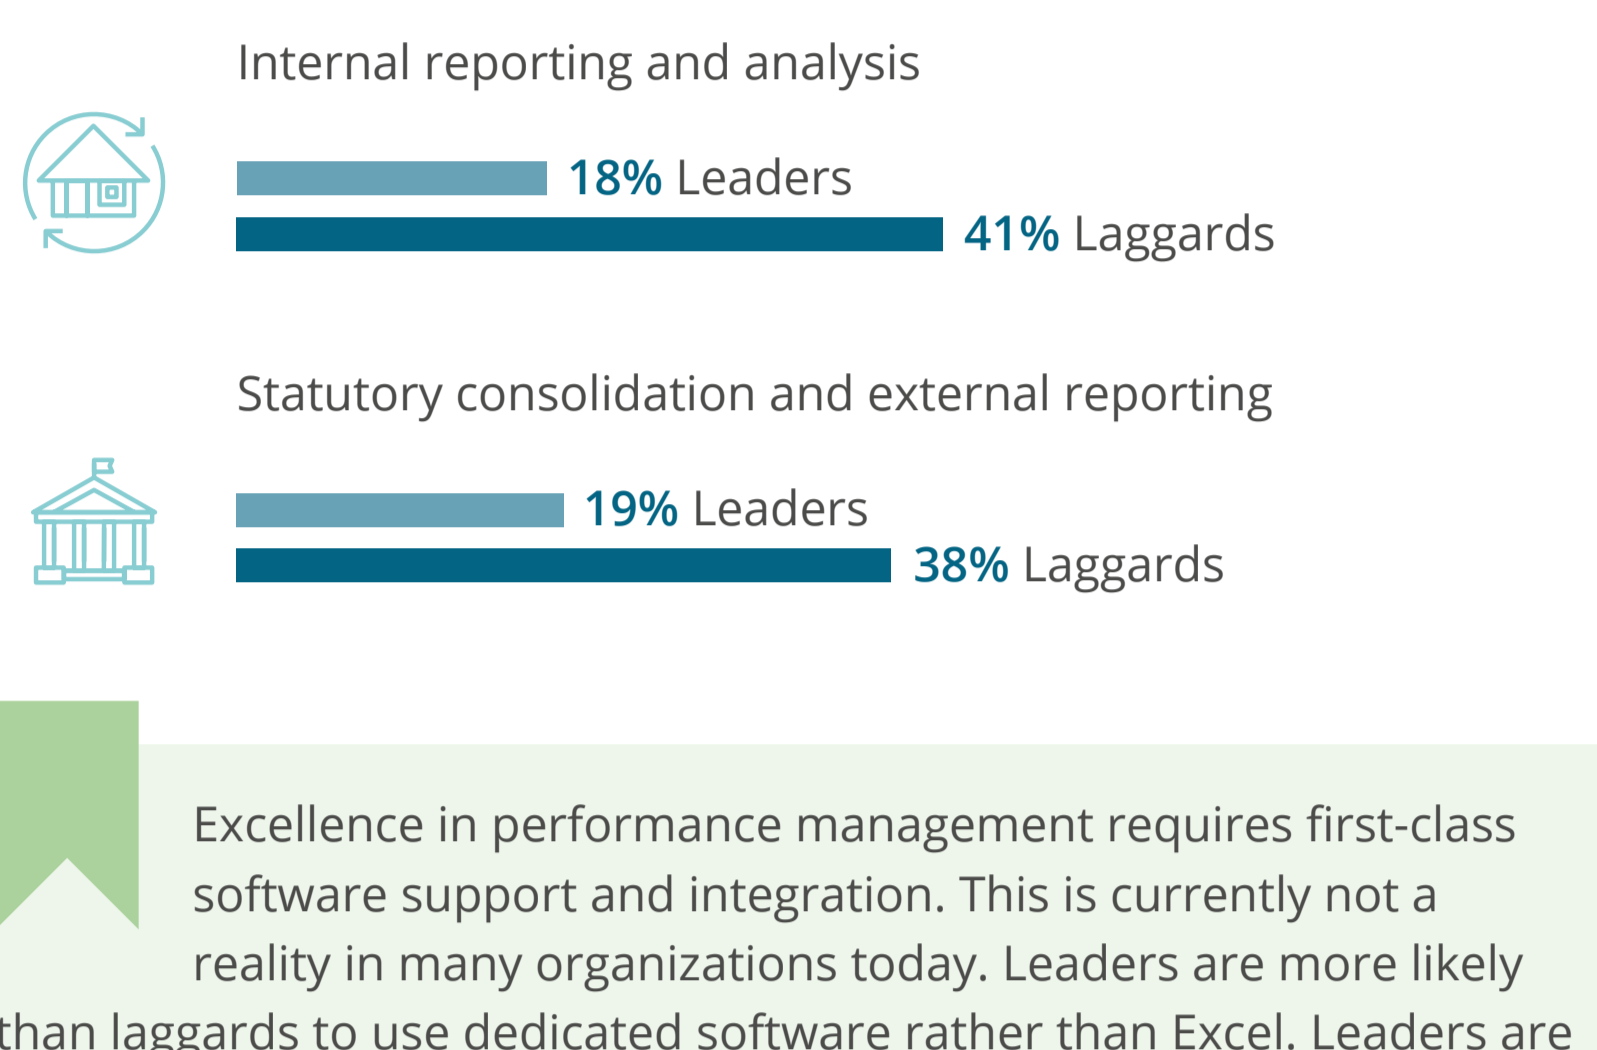 Internal reporting and analysis
18% Leaders
41% Laggards
Statutory consolidation and external reporting
19% Leaders
38% Laggards
Excellence in performance management requires first-class
software support and integration. This is currently not a
reality in many organizations today. Leaders are more likely
than laggards to use dedicated software rather than Excel. Leaders are